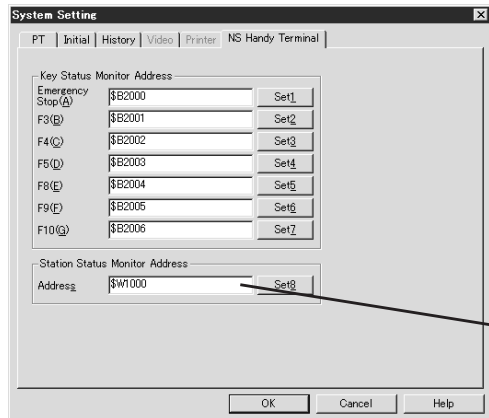 System Setting
PT Initial History Video Printer NS Handy Terminal
Key Status Monitor Address
Emergency
Stop(A) $B2000 Set1
F3(B) $B2001 Set2
F4(C) $B2002 Set3
F5(D) $B2003 Set4
F8(E) $B2004 Set5
F9(F) $B2005 Set6
F10(G) $B2006 Set7
Station Status Monitor Address
Address $W1000 Set8
OK Cancel Help